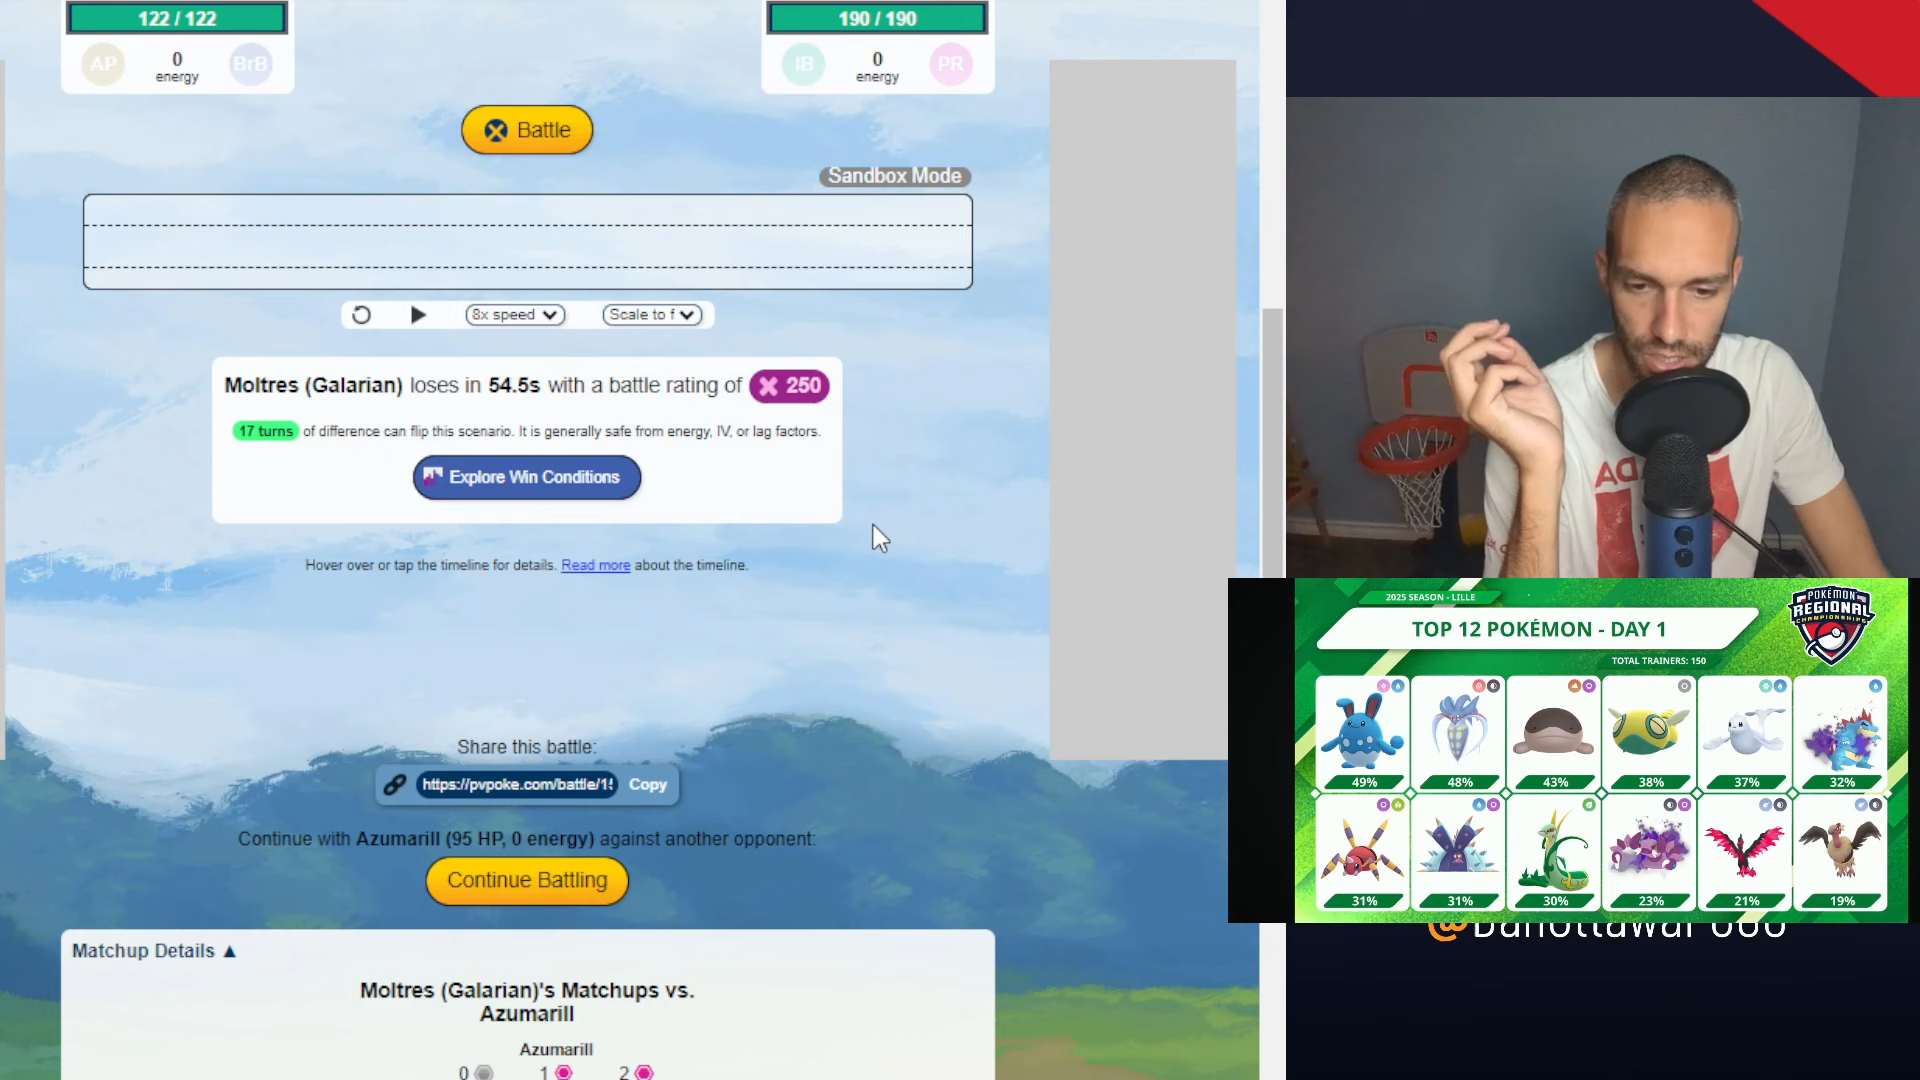 122 / 122
AP
0
energy
BrB
190 / 190
IB
0
energy
PR
Battle
Sandbox Mode
8x speed
Scale to f
Moltres (Galarian) loses in 54.5s with a battle rating of 250
17 turns of difference can flip this scenario. It is generally safe from energy, IV, or lag factors.
Explore Win Conditions
Hover over or tap the timeline for details. Read more about the timeline.
Share this battle:
https://pvpoke.com/battle/1
Copy
Continue with Azumarill (95 HP, 0 energy) against another opponent:
Continue Battling
Matchup Details ▲
Moltres (Galarian)'s Matchups vs.
Azumarill
Azumarill
0
1
2
2025 SEASON - LILLE
TOP 12 POKÉMON - DAY 1
TOTAL TRAINERS: 150
POKÉMON
REGIONAL
CHAMPIONSHIPS
49%
48%
43%
38%
37%
32%
31%
31%
30%
23%
21%
19%